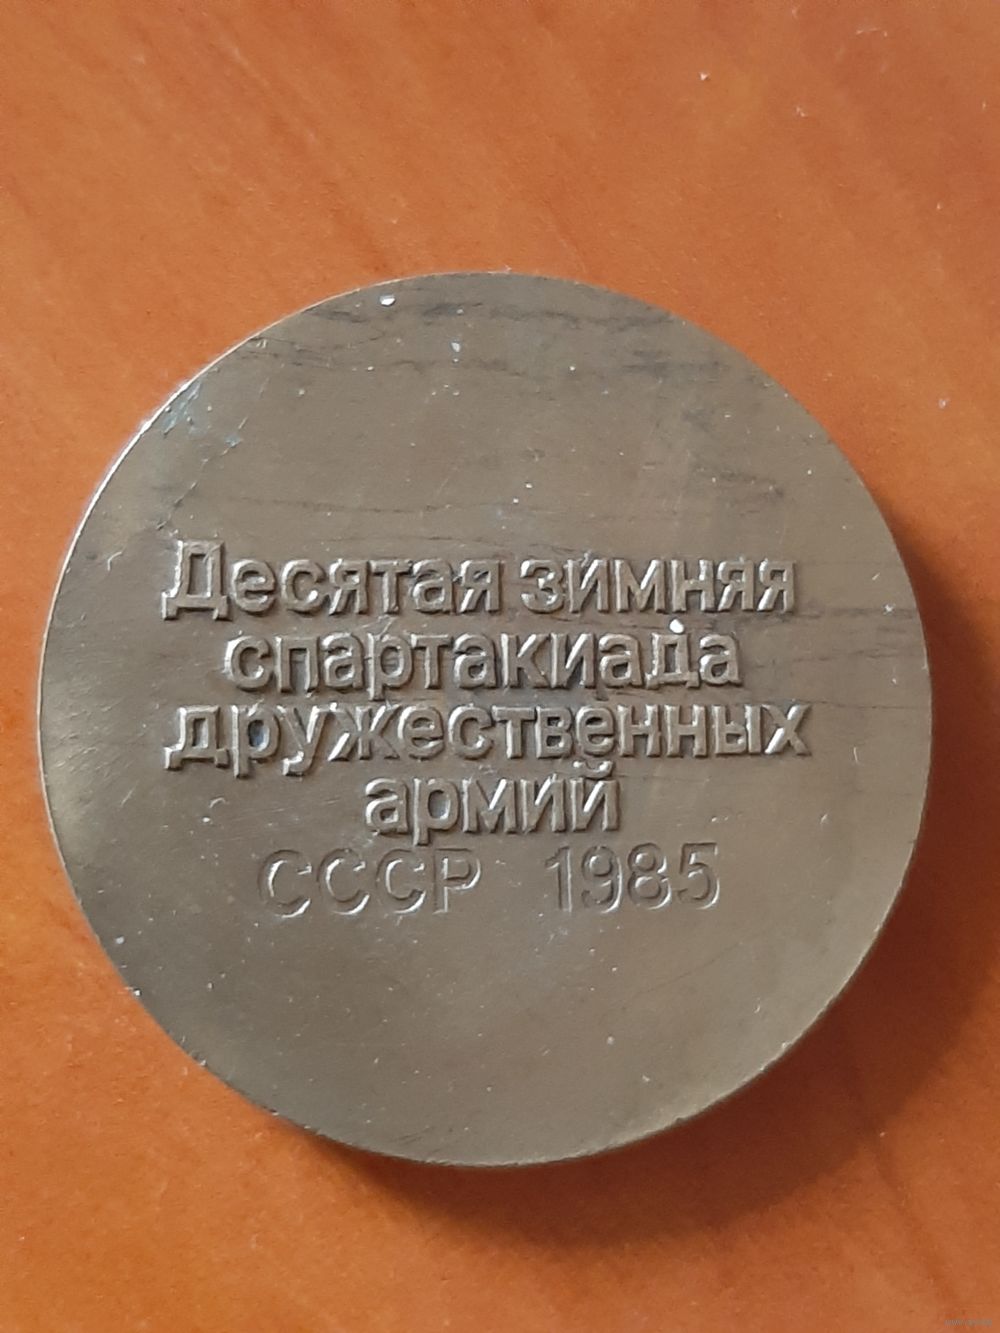 Десятая зимняя
спартакиада
дружественных
армий
СССР 1985